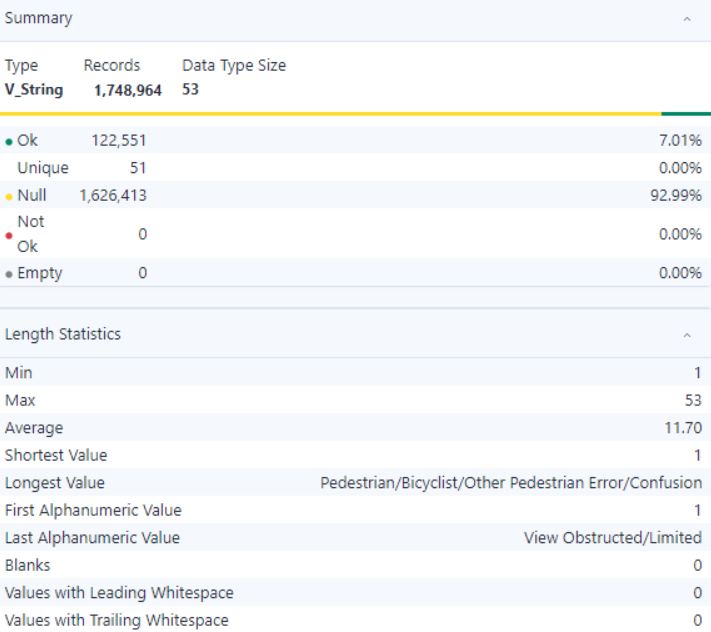 Summary
Type Records Data Type Size
V_String 1,748,964 53
Ok 122,551 7.01%
Unique 51 0.00%
Null 1,626,413 92.99%
Not
Ok 0 0.00%
Empty 0 0.00%
Length Statistics
Min 1
Max 53
Average 11.70
Shortest Value 1
Longest Value Pedestrian/Bicyclist/Other Pedestrian Error/Confusion
First Alphanumeric Value 1
Last Alphanumeric Value View Obstructed/Limited
Blanks 0
Values with Leading Whitespace 0
Values with Trailing Whitespace 0